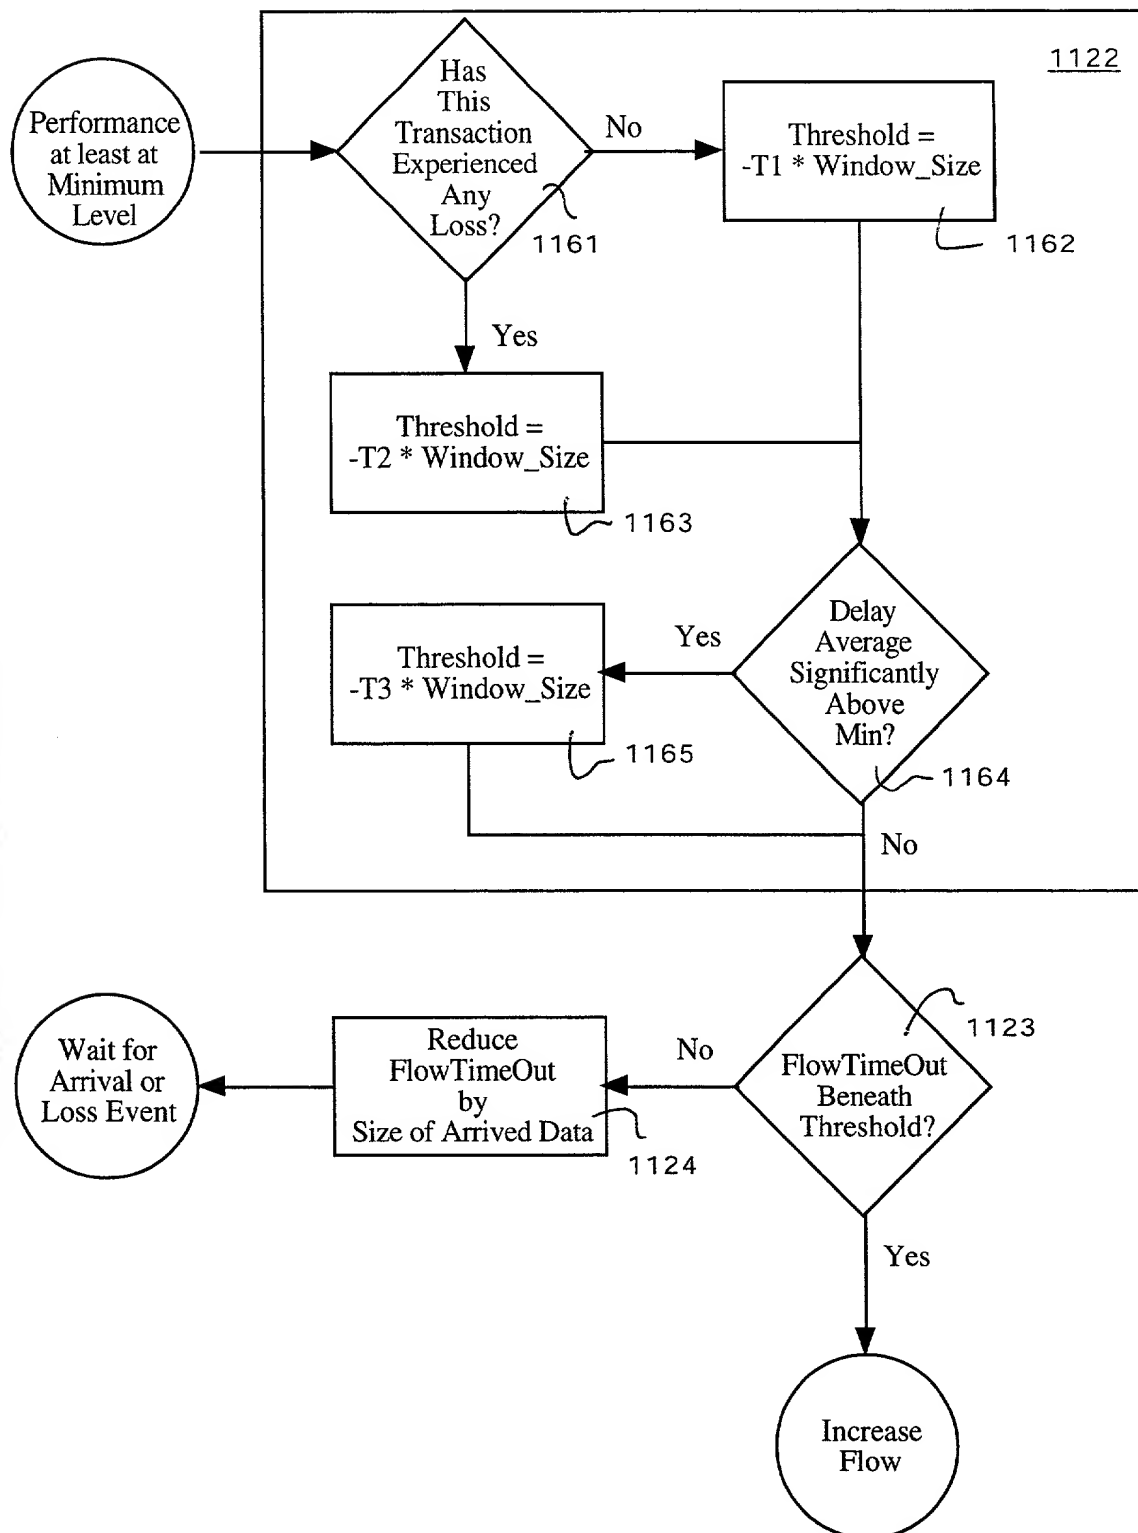 1122
Performance
at least at
Minimum
Level
Has
This
Transaction
Experienced
Any
Loss?
1161
No
Threshold =
-T1 * Window_Size
1162
Yes
Threshold =
-T2 * Window_Size
1163
Delay
Average
Significantly
Above
Min?
1164
Yes
Threshold =
-T3 * Window_Size
1165
No
FlowTimeOut
Beneath
Threshold?
1123
No
Reduce
FlowTimeOut
by
Size of Arrived Data
1124
Wait for
Arrival or
Loss Event
Yes
Increase
Flow